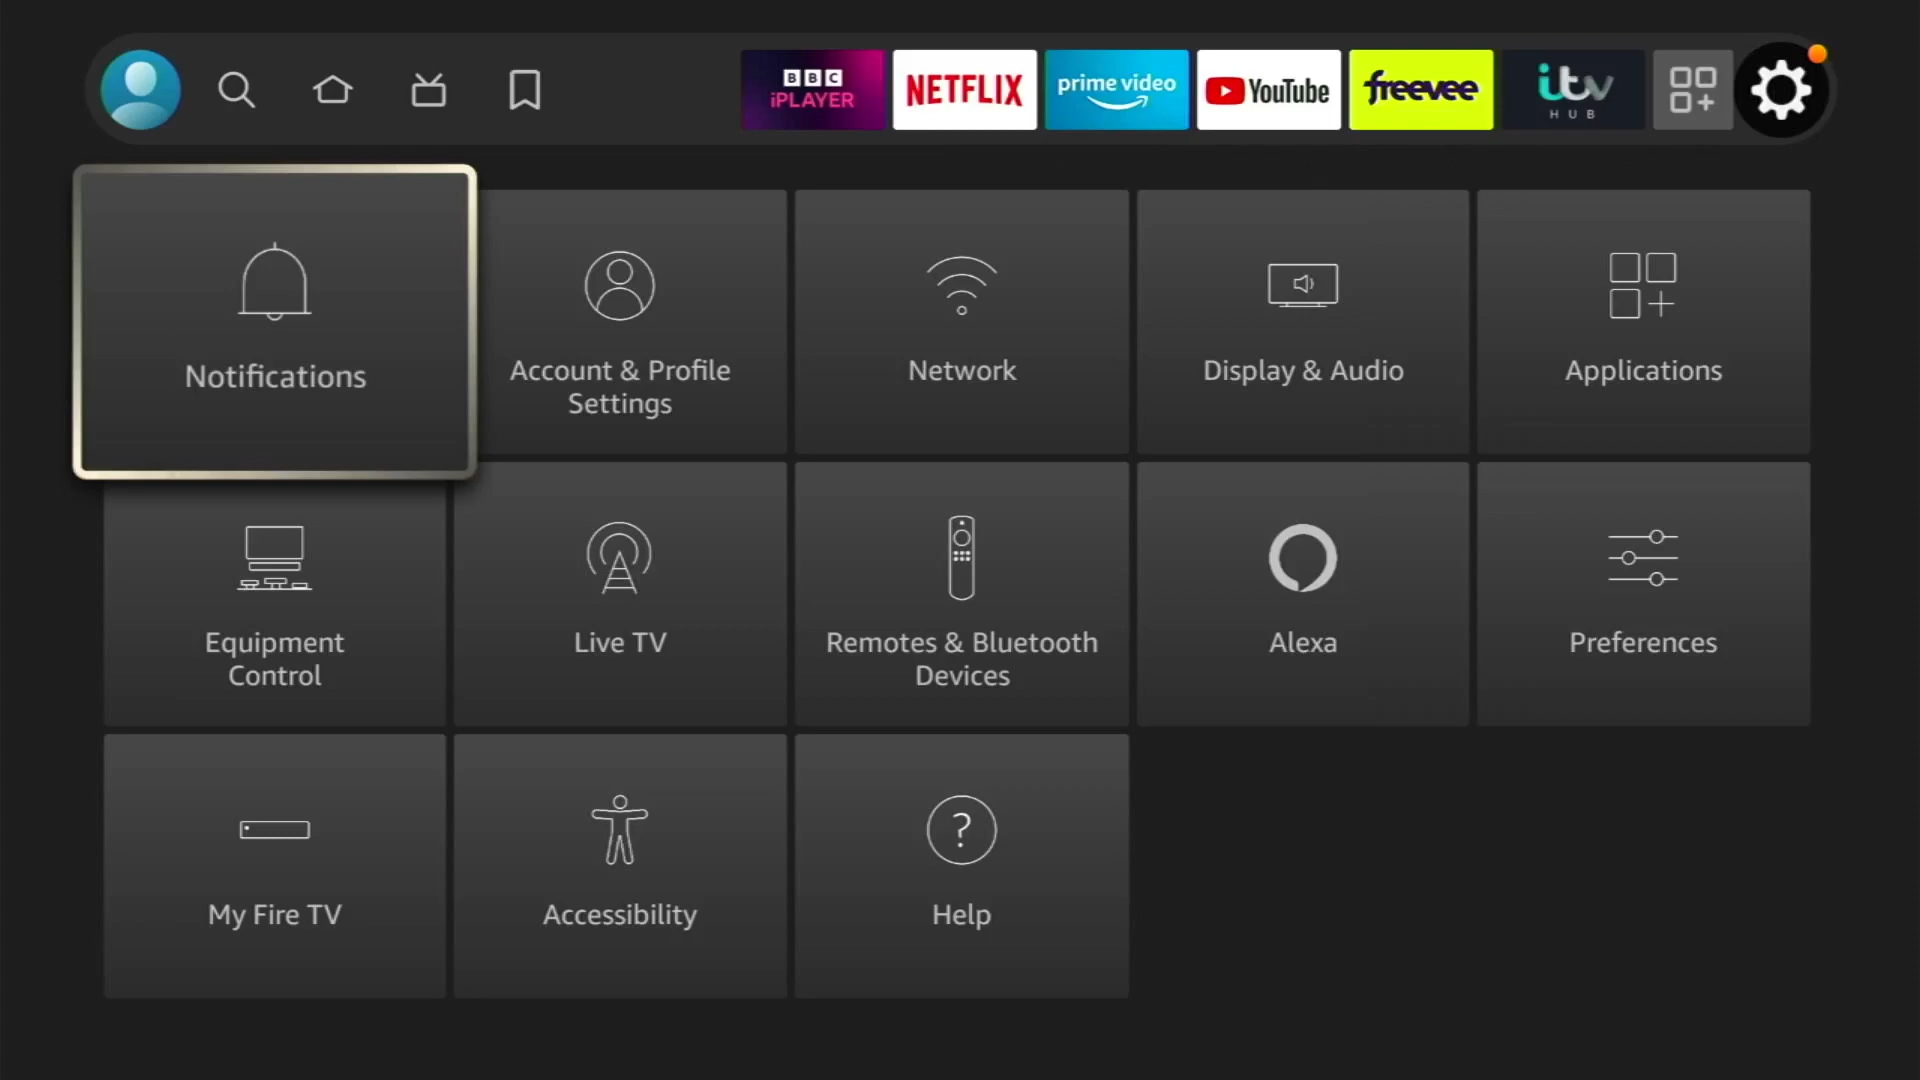 BBC
iPLAYER
NETFLIX
prime video
YouTube
freevee
itv
HUB
Notifications
Account & Profile
Settings
Network
Display & Audio
Applications
Equipment
Control
Live TV
Remotes & Bluetooth
Devices
Alexa
Preferences
My Fire TV
Accessibility
?
Help